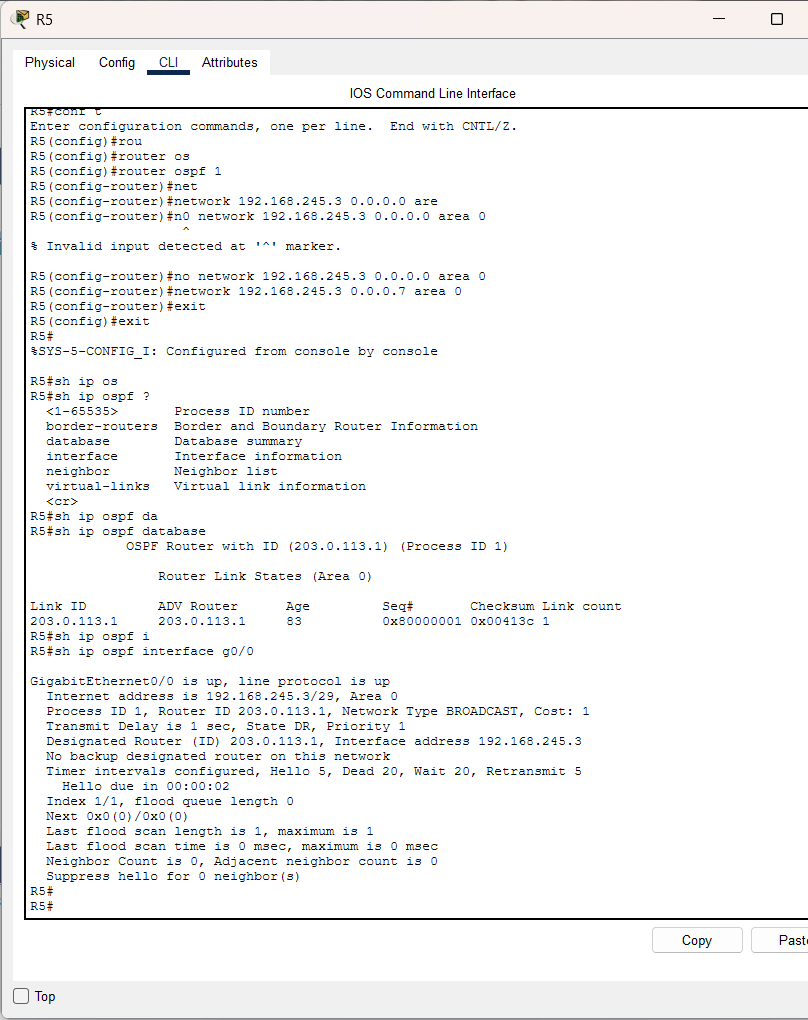 R5
Physical Config CLI Attributes
IOS Command Line Interface
R5#conf t
Enter configuration commands, one per line.  End with CNTL/Z.
R5(config)#rou
R5(config)#router os
R5(config)#router ospf 1
R5(config-router)#net
R5(config-router)#network 192.168.245.3 0.0.0.0 are
R5(config-router)#n0 network 192.168.245.3 0.0.0.0 area 0
^
% Invalid input detected at '^' marker.
R5(config-router)#no network 192.168.245.3 0.0.0.0 area 0
R5(config-router)#network 192.168.245.3 0.0.0.7 area 0
R5(config-router)#exit
R5(config)#exit
R5#
%SYS-5-CONFIG_I: Configured from console by console
R5#sh ip os
R5#sh ip ospf ?
<1-65535>       Process ID number
border-routers  Border and Boundary Router Information
database        Database summary
interface       Interface information
neighbor        Neighbor list
virtual-links   Virtual link information
<cr>
R5#sh ip ospf da
R5#sh ip ospf database
OSPF Router with ID (203.0.113.1) (Process ID 1)
Router Link States (Area 0)
Link ID         ADV Router      Age         Seq#       Checksum Link count
203.0.113.1     203.0.113.1     83          0x80000001 0x00413c 1
R5#sh ip ospf i
R5#sh ip ospf interface g0/0
GigabitEthernet0/0 is up, line protocol is up
Internet address is 192.168.245.3/29, Area 0
Process ID 1, Router ID 203.0.113.1, Network Type BROADCAST, Cost: 1
Transmit Delay is 1 sec, State DR, Priority 1
Designated Router (ID) 203.0.113.1, Interface address 192.168.245.3
No backup designated router on this network
Timer intervals configured, Hello 5, Dead 20, Wait 20, Retransmit 5
Hello due in 00:00:02
Index 1/1, flood queue length 0
Next 0x0(0)/0x0(0)
Last flood scan length is 1, maximum is 1
Last flood scan time is 0 msec, maximum is 0 msec
Neighbor Count is 0, Adjacent neighbor count is 0
Suppress hello for 0 neighbor(s)
R5#
R5#
Copy Paste
Top